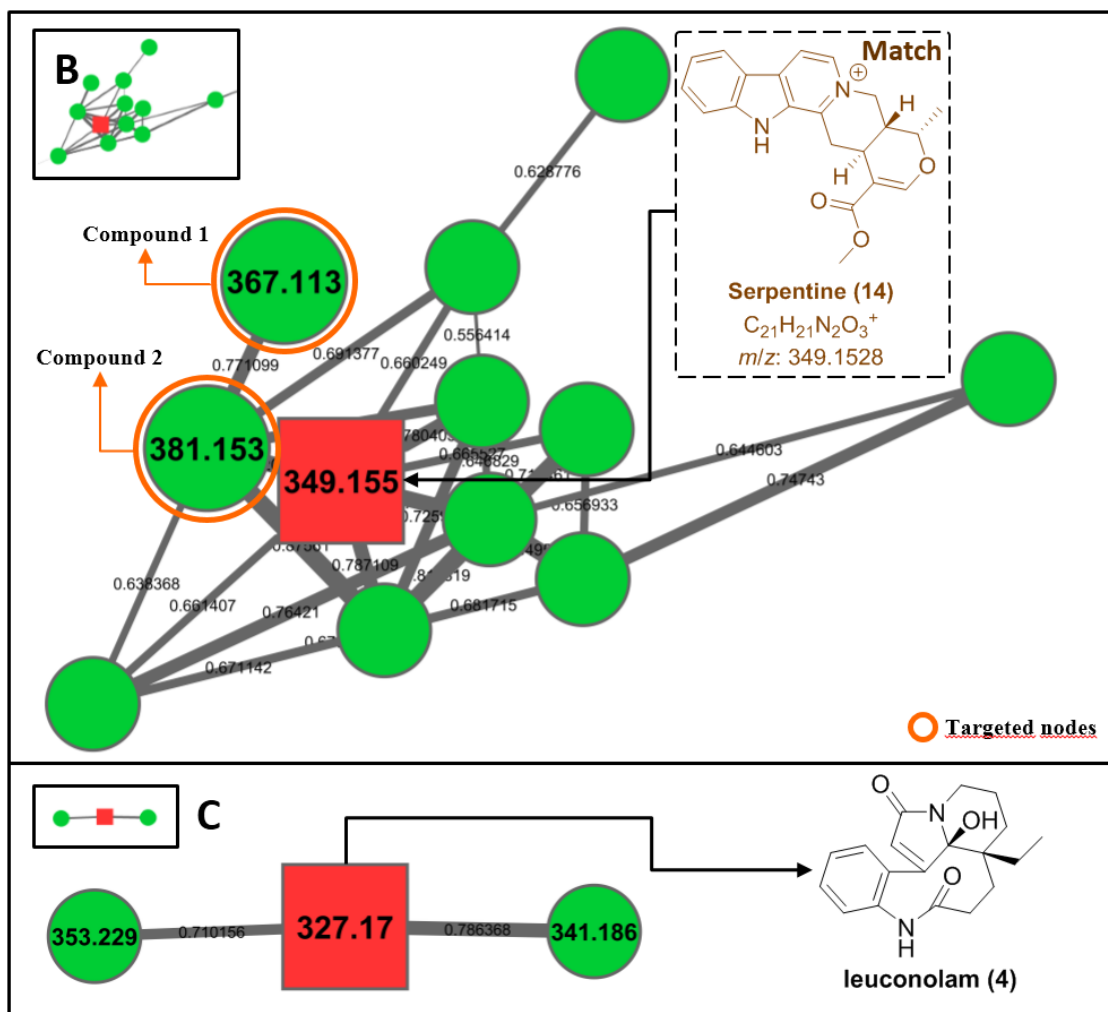 B
Match
N
+
H
N
H
H
O
O
O
Serpentine (14)
C₂₁H₂₁N₂O₃⁺
m/z: 349.1528
0.628776
Compound 1
367.113
0.771099
0.691377
0.660249
0.556414
Compound 2
381.153
349.155
0.644603
0.74743
0.656933
0.787109
0.638368
0.661407
0.76421
0.681715
0.671142
Targeted nodes
C
353.229
0.710156
327.17
0.786368
341.186
O
N
OH
O
N
H
leuconolam (4)